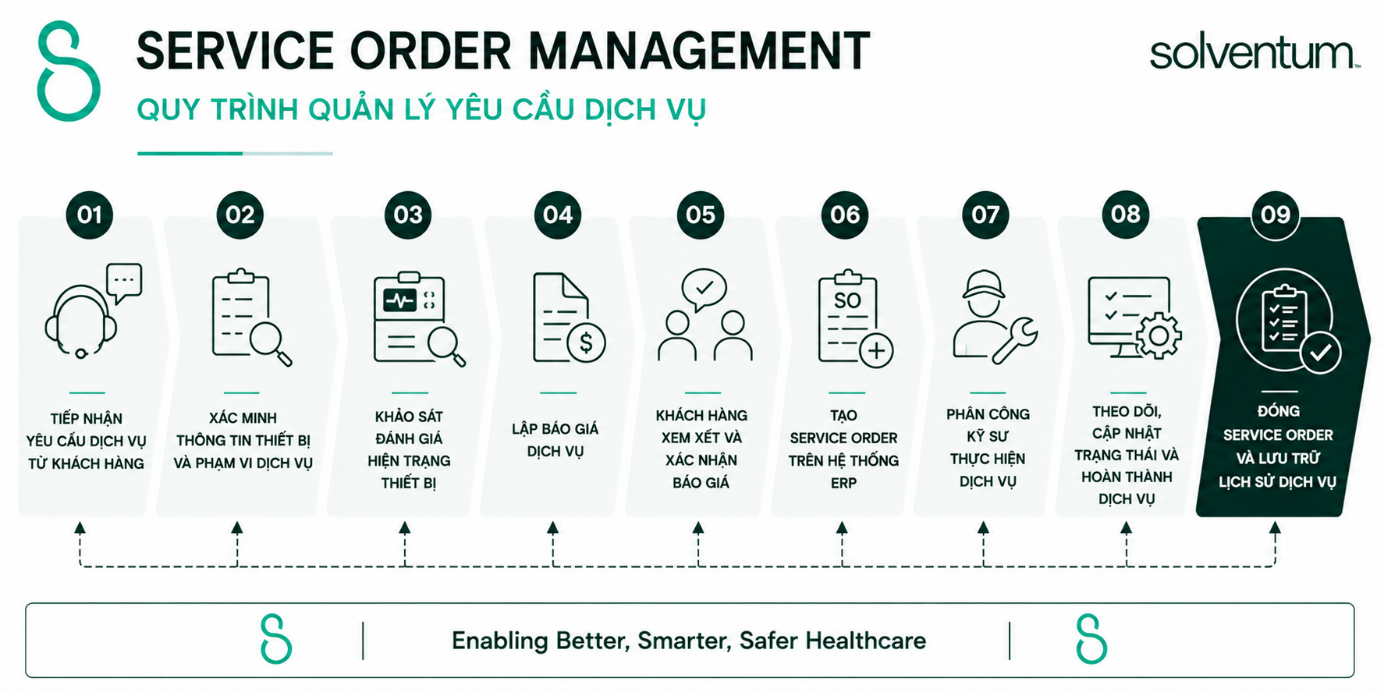 SERVICE ORDER MANAGEMENT
solventum™
QUY TRÌNH QUẢN LÝ YÊU CẦU DỊCH VỤ
01
TIẾP NHẬN
YÊU CẦU DỊCH VỤ
TỪ KHÁCH HÀNG
02
XÁC MINH
THÔNG TIN THIẾT BỊ
VÀ PHẠM VI DỊCH VỤ
03
KHẢO SÁT
ĐÁNH GIÁ
HIỆN TRẠNG
THIẾT BỊ
04
$
LẬP BÁO GIÁ
DỊCH VỤ
05
KHÁCH HÀNG
XEM XÉT VÀ
XÁC NHẬN
BÁO GIÁ
06
SO
TẠO
SERVICE ORDER
TRÊN HỆ THỐNG
ERP
07
PHÂN CÔNG
KỸ SƯ
THỰC HIỆN
DỊCH VỤ
08
THEO DÕI,
CẬP NHẬT
TRẠNG THÁI VÀ
HOÀN THÀNH
DỊCH VỤ
09
ĐÓNG
SERVICE ORDER
VÀ LƯU TRỮ
LỊCH SỬ DỊCH VỤ
Enabling Better, Smarter, Safer Healthcare